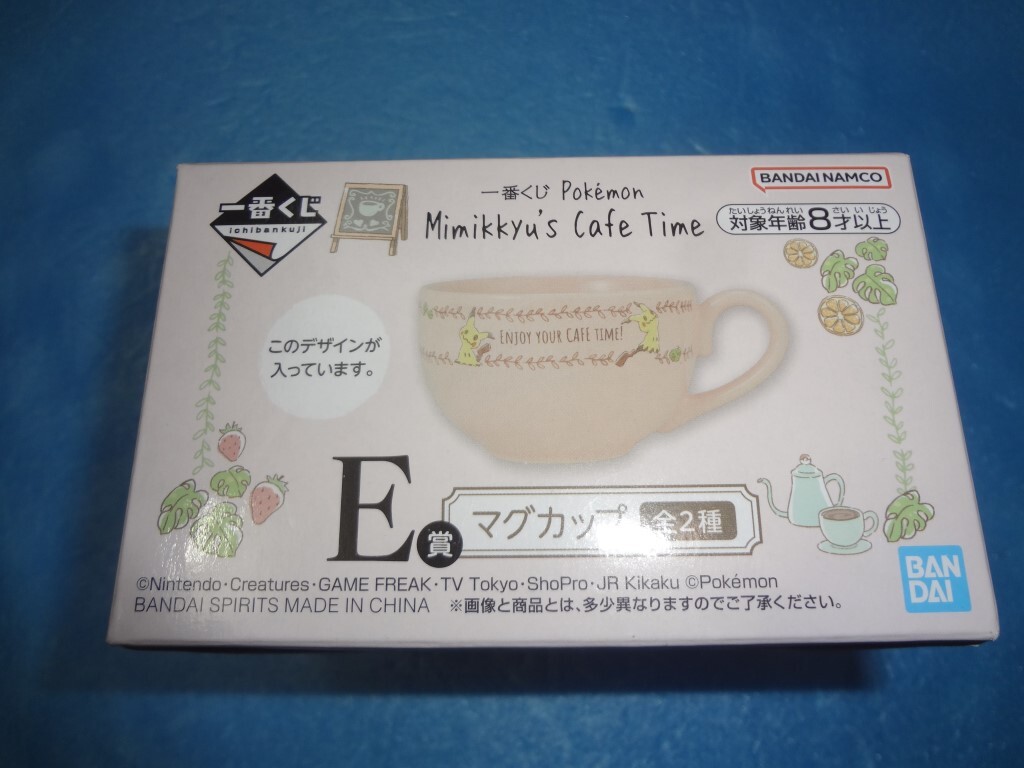 一番くじ
ichibankuji
一番くじ Pokémon
Mimikkyu's Cafe Time
BANDAI NAMCO
たいしょうねんれい さい いじょう
対象年齢8才以上
このデザインが
入っています。
ENJOY YOUR CAFE TIME!
E賞
マグカップ 全2種
©Nintendo・Creatures・GAME FREAK・TV Tokyo・ShoPro・JR Kikaku ©Pokémon
BANDAI SPIRITS MADE IN CHINA ※画像と商品とは、多少異なりますのでご了承ください。
BAN
DAI